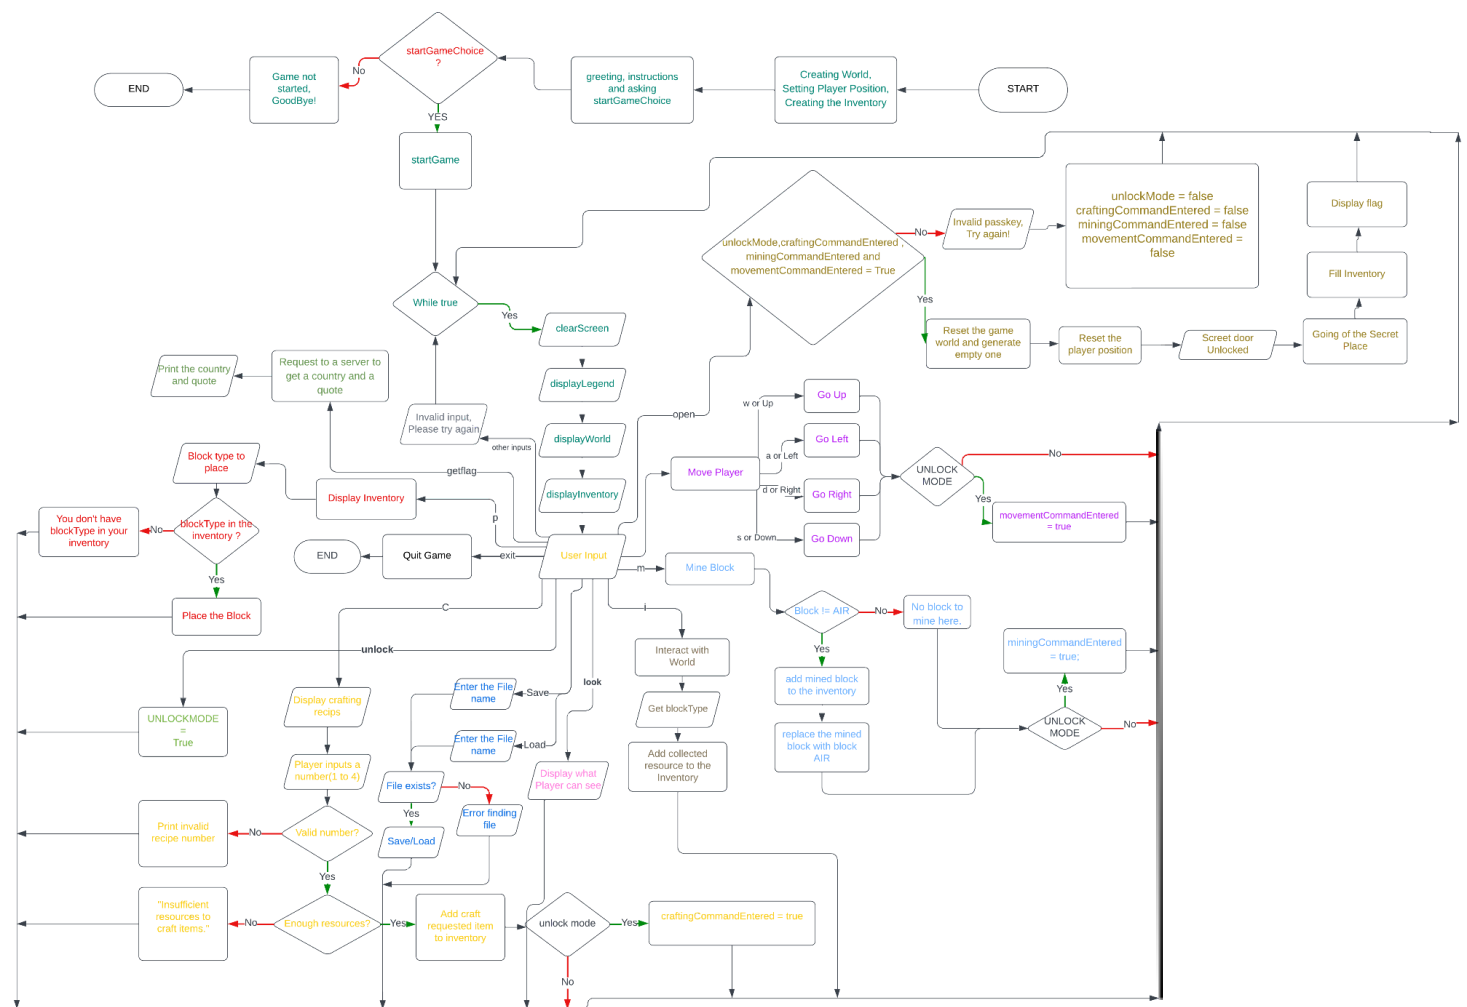 startGameChoice
?
No
Game not
started,
GoodBye!
END
greeting, instructions
and asking
startGameChoice
Creating World,
Setting Player Position,
Creating the Inventory
START
YES
startGame
unlockMode,craftingCommandEntered ,
miningCommandEntered and
movementCommandEntered = True
No
Invalid passkey,
Try again!
unlockMode = false
craftingCommandEntered = false
miningCommandEntered = false
movementCommandEntered =
false
Display flag
Fill Inventory
Yes
Reset the game
world and generate
empty one
Reset the
player position
Screet door
Unlocked
Going of the Secret
Place
While true
Yes
clearScreen
displayLegend
displayWorld
displayInventory
Print the country
and quote
Request to a server to
get a country and a
quote
Invalid input,
Please try again
other inputs
open
getflag
Block type to
place
Display Inventory
p
You don't have
blockType in your
inventory
No
blockType in the
inventory ?
Yes
Place the Block
END
Quit Game
exit
User Input
Move Player
w or Up
a or Left
d or Right
s or Down
Go Up
Go Left
Go Right
Go Down
UNLOCK
MODE
No
Yes
movementCommandEntered
= true
m
Mine Block
Block != AIR
No
No block to
mine here.
Yes
add mined block
to the inventory
replace the mined
block with block
AIR
miningCommandEntered
= true;
Yes
UNLOCK
MODE
No
C
i
unlock
look
Interact with
World
Get blockType
Add collected
resource to the
Inventory
UNLOCKMODE
=
True
Display crafting
recips
Player inputs a
number(1 to 4)
Enter the File
name
Save
Enter the File
name
Load
Display what
Player can see
File exists?
No
Yes
Error finding
file
Save/Load
Print invalid
recipe number
No
Valid number?
Yes
"Insufficient
resources to
craft items."
No
Enough resources?
Yes
Add craft
requested item
to inventory
unlock mode
Yes
craftingCommandEntered = true
No